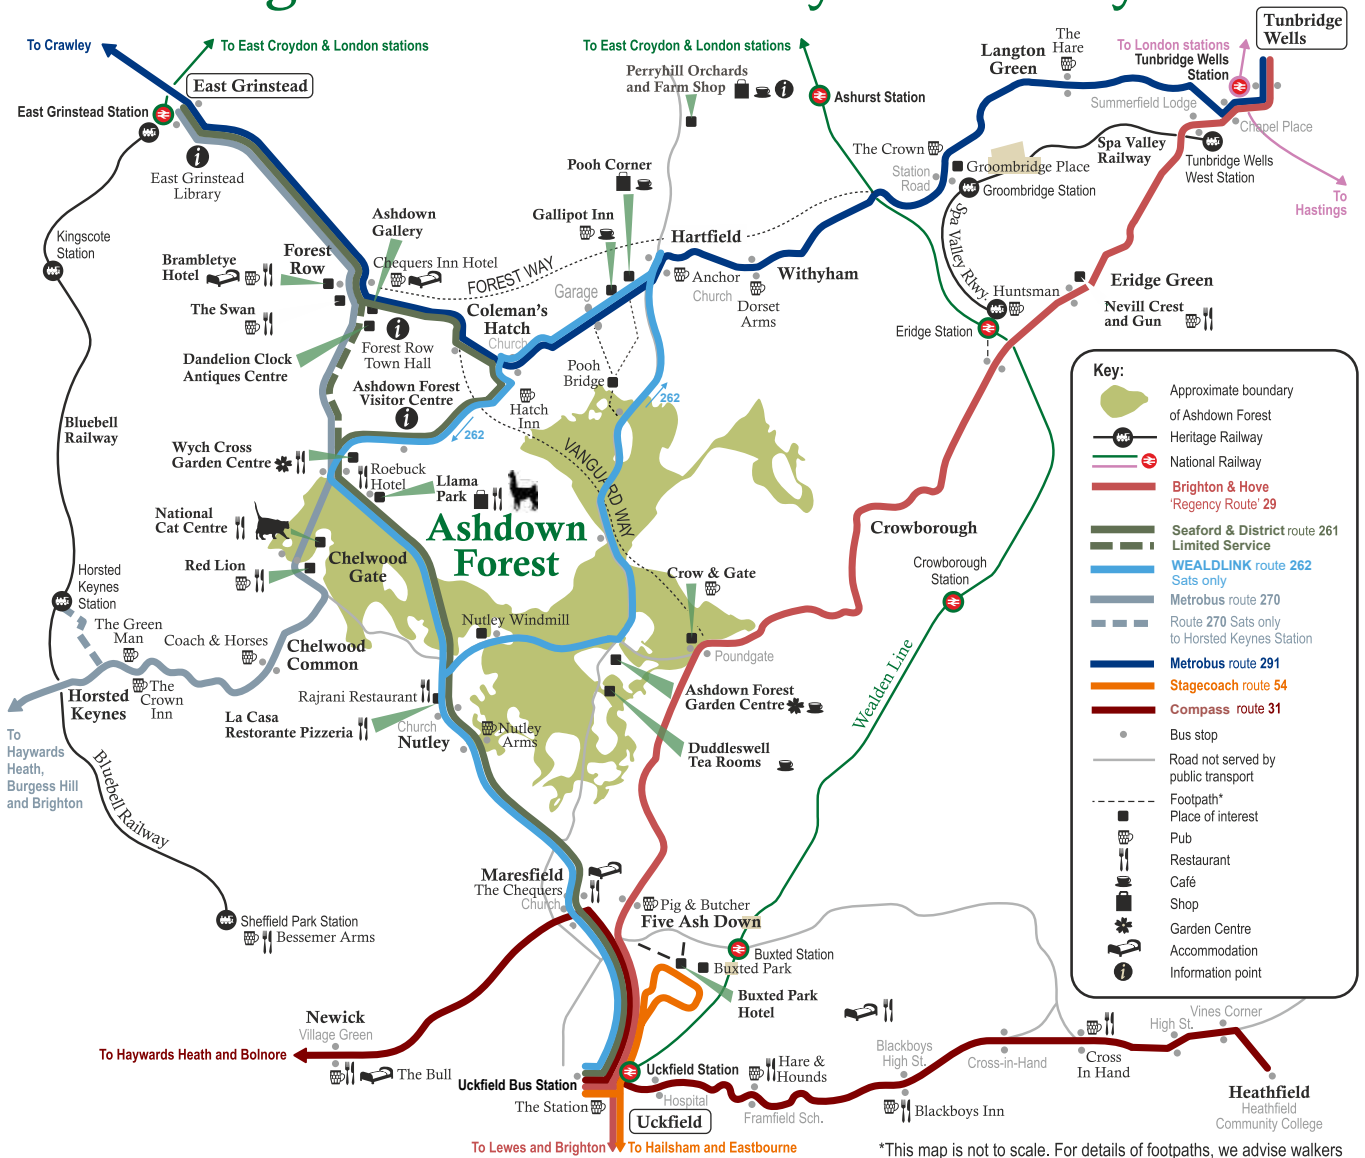 To Crawley
To East Croydon & London stations
To East Croydon & London stations
Perryhill Orchards
and Farm Shop
Ashurst Station
Langton
Green
The
Hare
To London stations
Tunbridge Wells
Station
Tunbridge
Wells
East Grinstead
East Grinstead Station
East Grinstead
Library
Summerfield Lodge
Chapel Place
Spa Valley
Railway
Tunbridge Wells
West Station
To
Hastings
The Crown
Station
Road
Groombridge Place
Groombridge Station
Spa Valley Rlwy.
Pooh Corner
Gallipot Inn
Ashdown
Gallery
Kingscote
Station
Forest
Row
Brambletye
Hotel
Chequers Inn Hotel
FOREST WAY
Hartfield
Anchor
Church
Withyham
Dorset
Arms
Garage
Huntsman
Eridge Green
Eridge Station
Nevill Crest
and Gun
The Swan
Coleman's
Hatch
Church
Forest Row
Town Hall
Dandelion Clock
Antiques Centre
Pooh
Bridge
Ashdown Forest
Visitor Centre
Hatch
Inn
262
262
Bluebell
Railway
Wych Cross
Garden Centre
Roebuck
Hotel
Llama
Park
VANGUARD WAY
Ashdown
Forest
National
Cat Centre
Red Lion
Chelwood
Gate
Crowborough
Crowborough
Station
Crow & Gate
Horsted
Keynes
Station
The Green
Man
Coach & Horses
Chelwood
Common
Nutley Windmill
Poundgate
Wealden Line
Horsted
Keynes
The
Crown
Inn
Rajrani Restaurant
La Casa
Restorante Pizzeria
Church
Nutley
Nutley
Arms
Ashdown Forest
Garden Centre
Duddleswell
Tea Rooms
To
Haywards
Heath,
Burgess Hill
and Brighton
Bluebell Railway
Maresfield
The Chequers
Church
Pig & Butcher
Five Ash Down
Sheffield Park Station
Bessemer Arms
Buxted Station
Buxted Park
Buxted Park
Hotel
Newick
Village Green
To Haywards Heath and Bolnore
The Bull
Uckfield Bus Station
The Station
Uckfield Station
Uckfield
Hospital
Hare &
Hounds
Framfield Sch.
Blackboys
High St.
Blackboys Inn
Cross-in-Hand
Cross
In Hand
High St.
Vines Corner
Heathfield
Heathfield
Community College
To Lewes and Brighton
To Hailsham and Eastbourne
Key:
Approximate boundary
of Ashdown Forest
Heritage Railway
National Railway
Brighton & Hove
'Regency Route' 29
Seaford & District route 261
Limited Service
WEALDLINK route 262
Sats only
Metrobus route 270
Route 270 Sats only
to Horsted Keynes Station
Metrobus route 291
Stagecoach route 54
Compass route 31
Bus stop
Road not served by
public transport
Footpath*
Place of interest
Pub
Restaurant
Café
Shop
Garden Centre
Accommodation
Information point
*This map is not to scale. For details of footpaths, we advise walkers